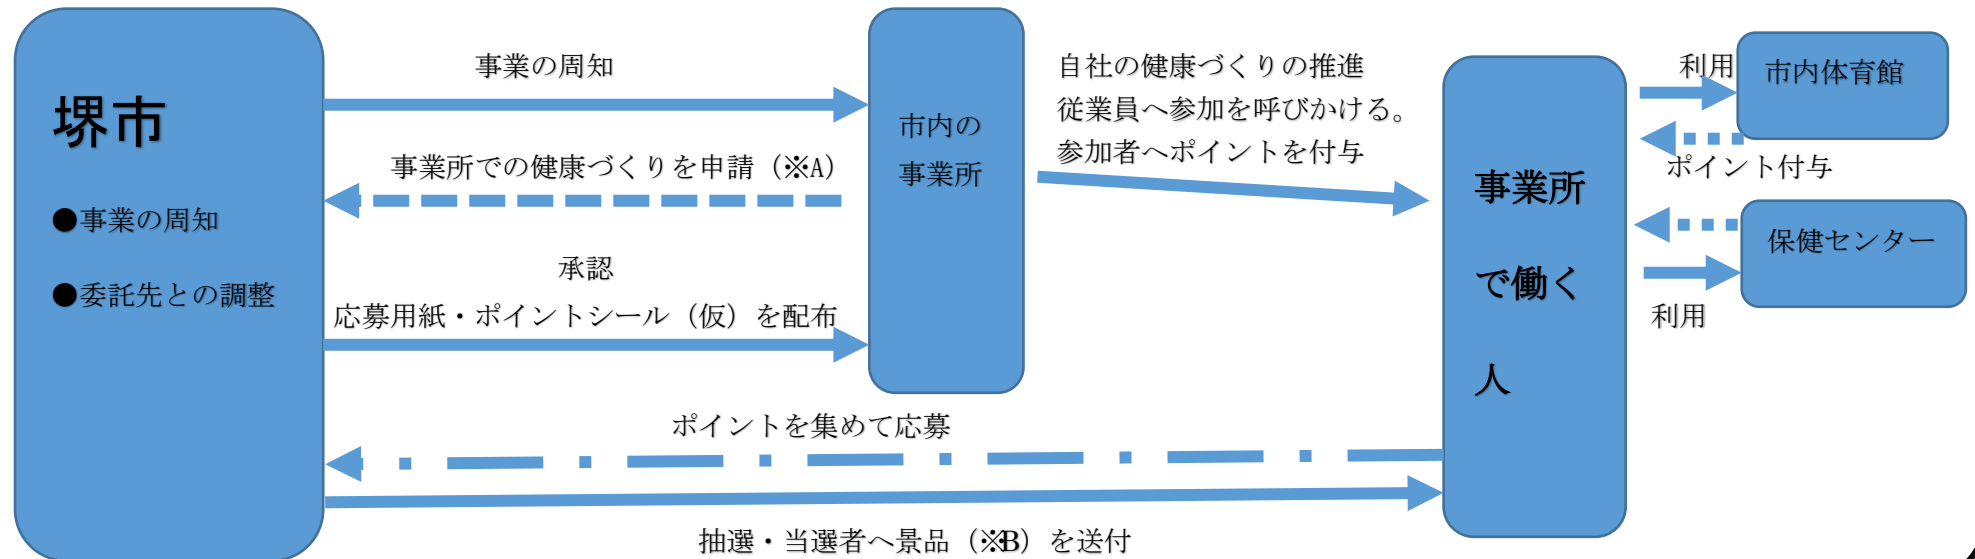 堺市
●事業の周知
●委託先との調整
事業の周知
事業所での健康づくりを申請（※A）
承認
応募用紙・ポイントシール（仮）を配布
市内の
事業所
自社の健康づくりの推進
従業員へ参加を呼びかける。
参加者へポイントを付与
事業所
で働く
人
利用
市内体育館
ポイント付与
保健センター
利用
ポイントを集めて応募
抽選・当選者へ景品（※B）を送付